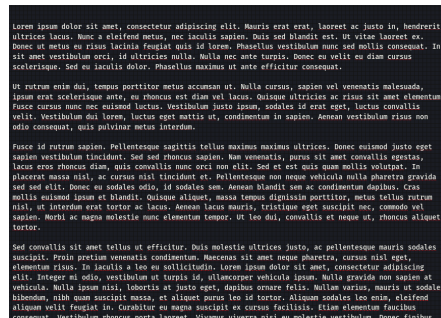 Lorem ipsum dolor sit amet, consectetur adipiscing elit. Mauris erat erat, laoreet ac justo in, hendrerit
ultrices lacus. Nunc a eleifend metus, nec iaculis sapien. Duis sed blandit est. Ut vitae laoreet ex.
Donec ut metus eu risus lacinia feugiat quis id lorem. Phasellus vestibulum nunc sed mollis consequat. In
sit amet vestibulum orci, id ultricies nulla. Nulla nec ante turpis. Donec eu velit eu diam cursus
scelerisque. Sed eu iaculis dolor. Phasellus maximus ut ante efficitur consequat.

Ut rutrum enim dui, tempus porttitor metus accumsan ut. Nulla cursus, sapien vel venenatis malesuada,
ipsum erat scelerisque ante, eu rhoncus est diam vel lacus. Quisque ultricies ac risus sit amet elementum
Fusce cursus nunc nec euismod luctus. Vestibulum justo ipsum, sodales id erat eget, luctus convallis
velit. Vestibulum dui lorem, luctus eget mattis ut, condimentum in sapien. Aenean vestibulum risus non
odio consequat, quis pulvinar metus interdum.

Fusce id rutrum sapien. Pellentesque sagittis tellus maximus maximus ultrices. Donec euismod justo eget
sapien vestibulum tincidunt. Sed sed rhoncus sapien. Nam venenatis, purus sit amet convallis egestas,
lacus eros rhoncus diam, quis convallis nunc orci non elit. Sed et est quis quam mollis volutpat. In
placerat massa nisl, ac cursus nisl tincidunt et. Pellentesque non neque vehicula nulla pharetra gravida
sed sed elit. Donec eu sodales odio, id sodales sem. Aenean blandit sem ac condimentum dapibus. Cras
mollis euismod ipsum et blandit. Quisque aliquet, massa tempus dignissim porttitor, metus tellus rutrum
nisl, ut interdum erat tortor ac lacus. Aenean lacus mauris, tristique eget suscipit nec, commodo vel
sapien. Morbi ac magna molestie nunc elementum tempor. Ut leo dui, convallis et neque ut, rhoncus aliquet
tortor.

Sed convallis sit amet tellus ut efficitur. Duis molestie ultrices justo, ac pellentesque mauris sodales
suscipit. Proin pretium venenatis condimentum. Maecenas sit amet neque pharetra, cursus nisl eget,
elementum risus. In iaculis a leo eu sollicitudin. Lorem ipsum dolor sit amet, consectetur adipiscing
elit. Integer mi odio, vestibulum ut turpis id, ullamcorper vehicula ipsum. Nulla gravida non sapien at
vehicula. Nulla ipsum nisi, lobortis at justo eget, dapibus ornare felis. Nullam varius, mauris ut sodales
bibendum, nibh quam suscipit massa, et aliquet purus leo id tortor. Aliquam sodales leo enim, eleifend
aliquam velit feugiat in. Curabitur eu magna suscipit ex cursus facilisis. Etiam elementum faucibus